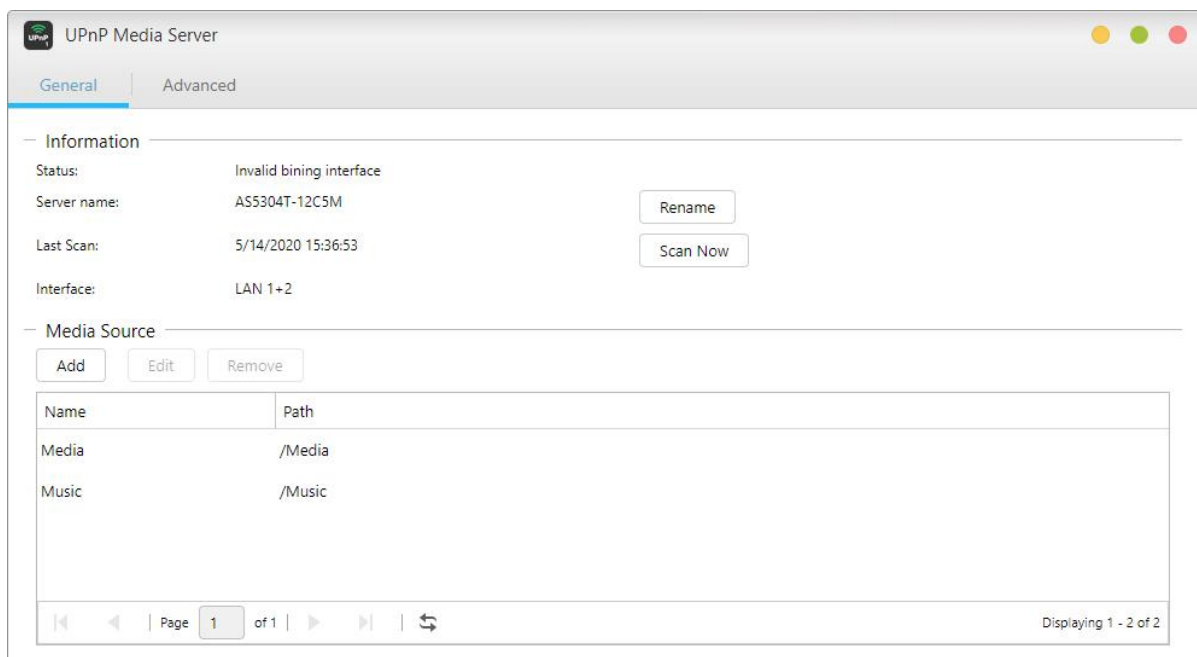 UPnP Media Server
General Advanced
Information
Status: Invalid bining interface
Server name: AS5304T-12C5M Rename
Last Scan: 5/14/2020 15:36:53 Scan Now
Interface: LAN 1+2
Media Source
Add Edit Remove
Name Path
Media /Media
Music /Music
Page 1 of 1 Displaying 1 - 2 of 2